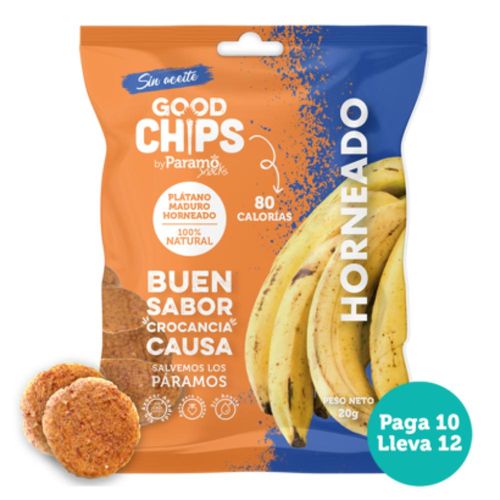 Sin aceite
GOOD
CHIPS
by Paramo
snacks
PLÁTANO
MADURO
HORNEADO
100%
NATURAL
80
CALORÍAS
HORNEADO
BUEN
SABOR
CROCANCIA
CAUSA
SALVEMOS LOS
PÁRAMOS
PESO NETO
20g
Paga 10
Lleva 12